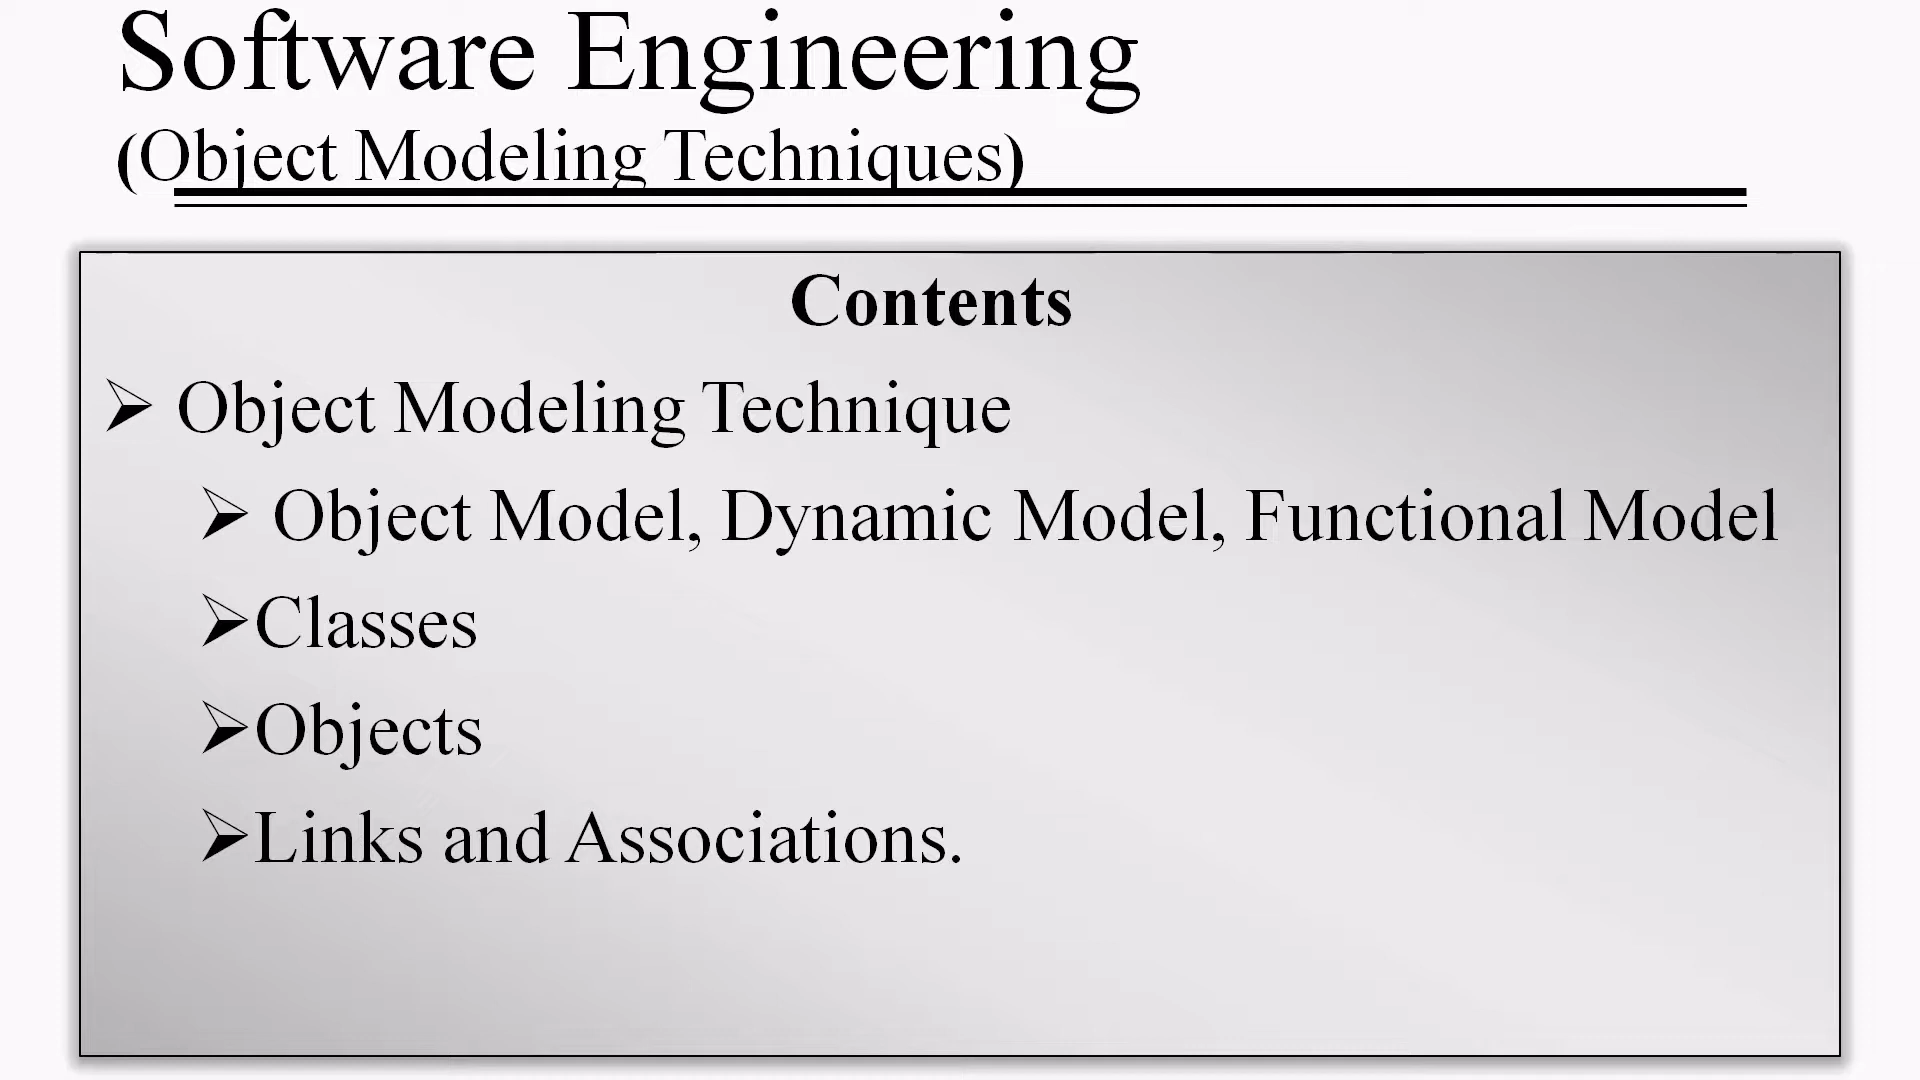 Software Engineering
(Object Modeling Techniques)
Contents
➢ Object Modeling Technique
➢ Object Model, Dynamic Model, Functional Model
➢Classes
➢Objects
➢Links and Associations.